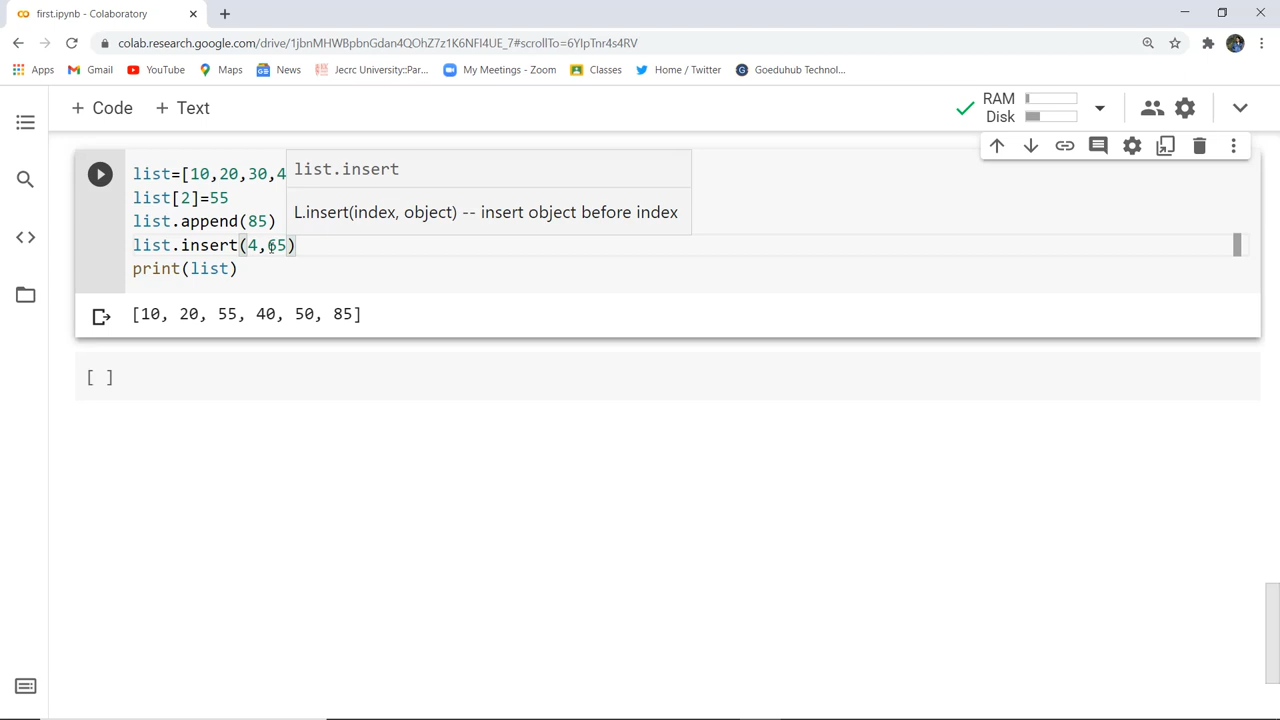 first.ipynb - Colaboratory
colab.research.google.com/drive/1jbnMHWBpbnGdan4QOhZ7z1K6NFI4UE_7#scrollTo=6YIpTnr4s4RV
Apps Gmail YouTube Maps News Jecrc University::Par... My Meetings - Zoom Classes Home / Twitter Goeduhub Technol...
+ Code + Text RAM
Disk
list=[10,20,30,4
list.insert
list[2]=55
L.insert(index, object) -- insert object before index
list.append(85)
list.insert(4,65)
print(list)
[10, 20, 55, 40, 50, 85]
[ ]